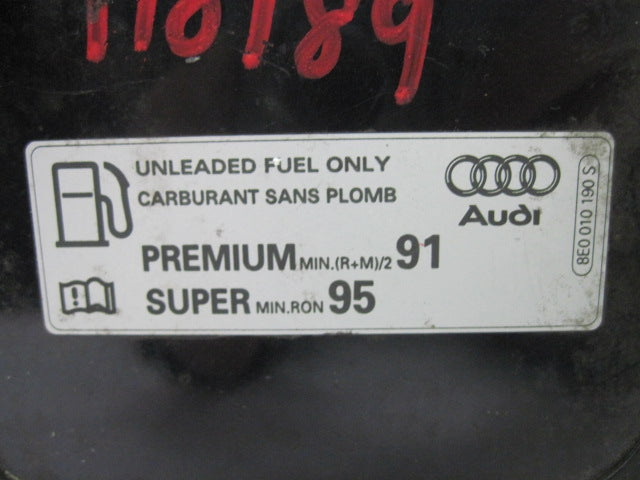 UNLEADED FUEL ONLY
CARBURANT SANS PLOMB
PREMIUM MIN.(R+M)/2 91
SUPER MIN.RON 95
Audi
8E0 010 190 S